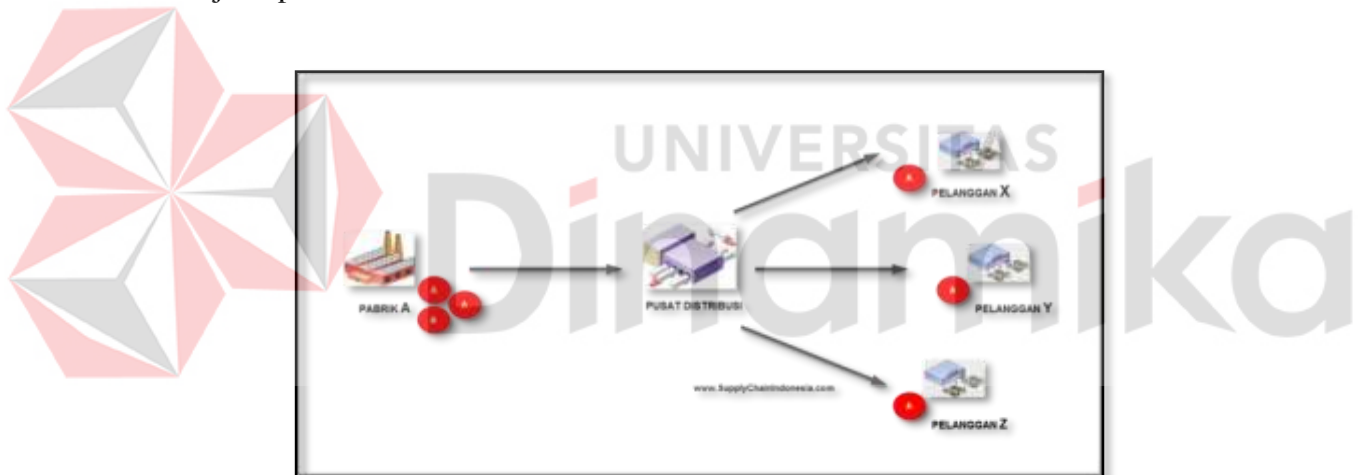 UNIVERSITAS
Dinamika
PELANGGAN X
PABRIK A
A
A
A
PUSAT DISTRIBUSI
A
PELANGGAN Y
A
www.SupplyChainIndonesia.com
A
PELANGGAN Z